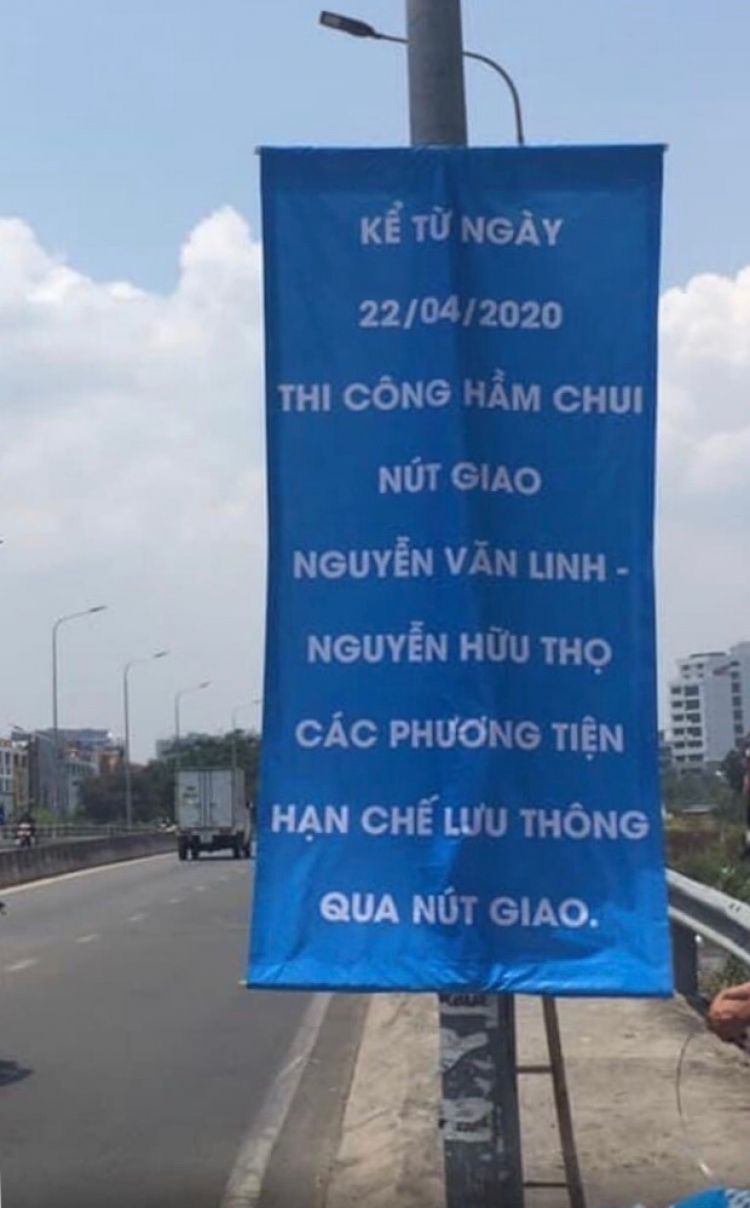 KỂ TỪ NGÀY
22/04/2020
THI CÔNG HẦM CHUI
NÚT GIAO
NGUYỄN VĂN LINH -
NGUYỄN HỮU THỌ
CÁC PHƯƠNG TIỆN
HẠN CHẾ LƯU THÔNG
QUA NÚT GIAO.